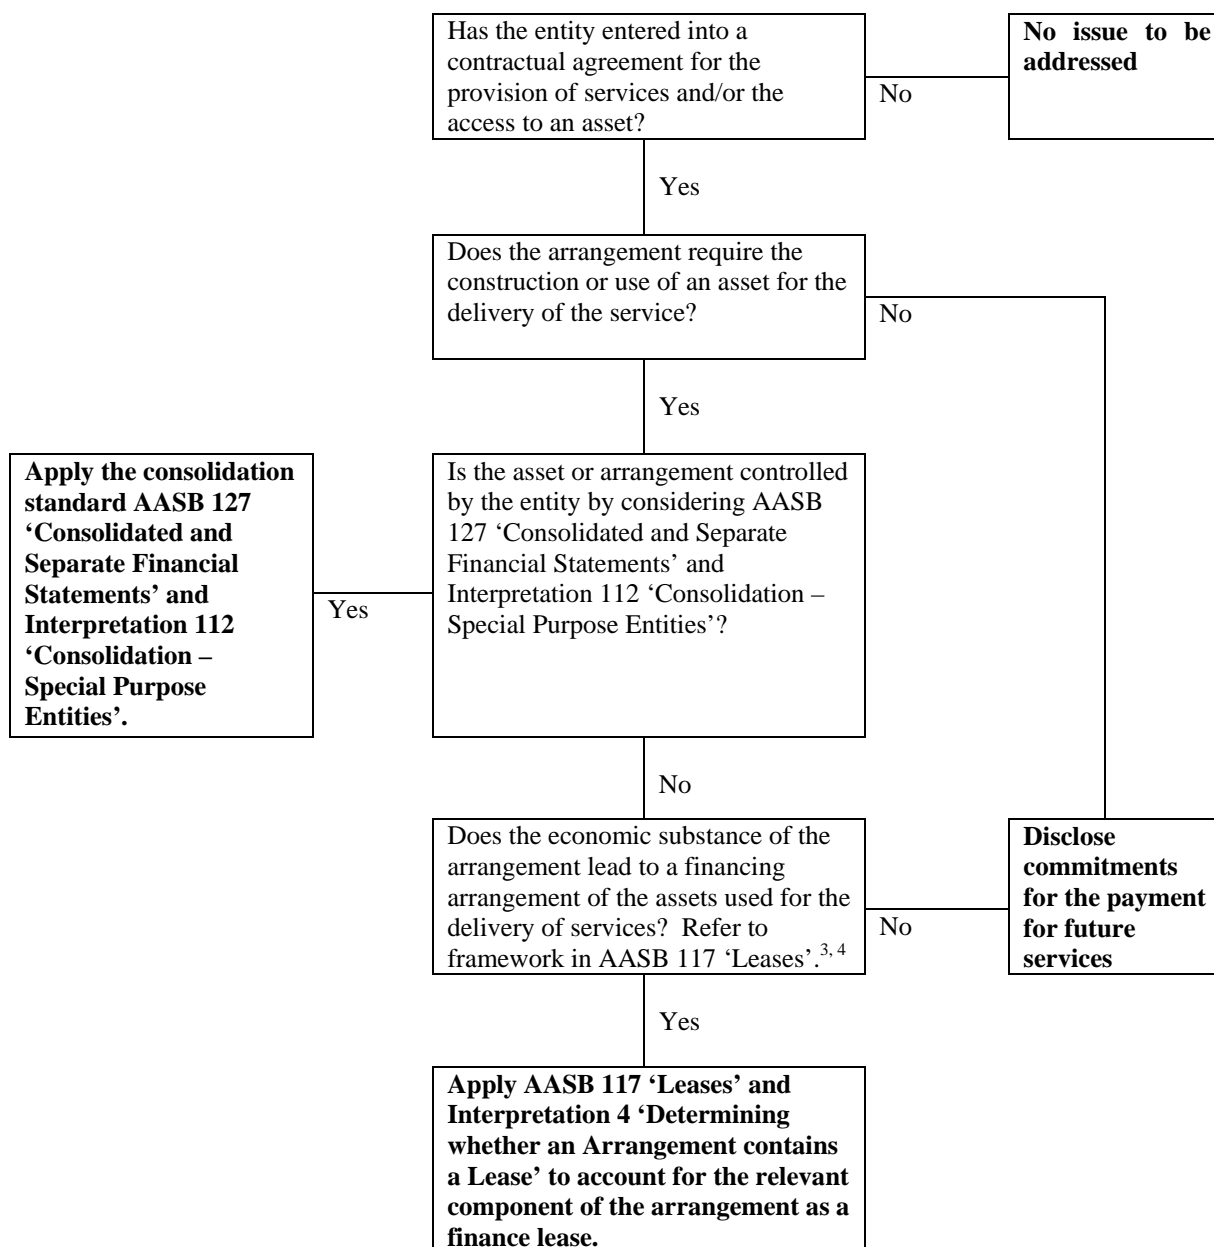 Has the entity entered into a
contractual agreement for the
provision of services and/or the
access to an asset?
No
No issue to be
addressed
Yes
Does the arrangement require the
construction or use of an asset for the
delivery of the service?
No
Yes
Apply the consolidation
standard AASB 127
‘Consolidated and
Separate Financial
Statements’ and
Interpretation 112
‘Consolidation –
Special Purpose
Entities’.
Yes
Is the asset or arrangement controlled
by the entity by considering AASB
127 ‘Consolidated and Separate
Financial Statements’ and
Interpretation 112 ‘Consolidation –
Special Purpose Entities’?
No
Does the economic substance of the
arrangement lead to a financing
arrangement of the assets used for the
delivery of services?  Refer to
framework in AASB 117 ‘Leases’.3, 4
No
Disclose
commitments
for the payment
for future
services
Yes
Apply AASB 117 ‘Leases’ and
Interpretation 4 ‘Determining
whether an Arrangement contains
a Lease’ to account for the relevant
component of the arrangement as a
finance lease.